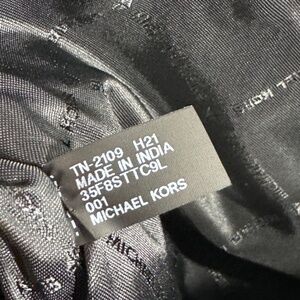 TN-2109 H21
MADE IN INDIA
35F8STTC9L
001
MICHAEL KORS